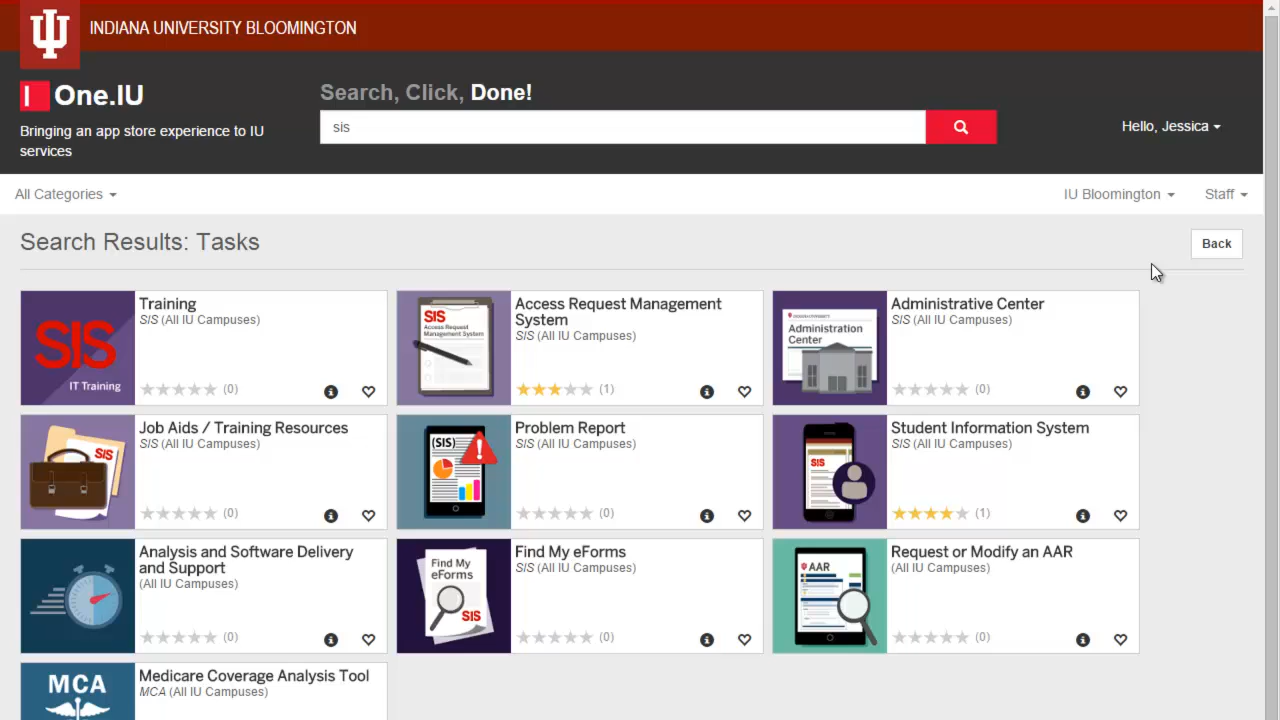 INDIANA UNIVERSITY BLOOMINGTON
One.IU
Bringing an app store experience to IU
services
Search, Click, Done!
sis
Hello, Jessica
All Categories
IU Bloomington
Staff
Search Results: Tasks
Back
SIS
IT Training
Training
SIS (All IU Campuses)
(0)
SIS
Access Request
Management System
Access Request Management
System
SIS (All IU Campuses)
(1)
INDIANA UNIVERSITY
Administration
Center
Administrative Center
SIS (All IU Campuses)
(0)
SIS
Job Aids / Training Resources
SIS (All IU Campuses)
(0)
(SIS)
!
Problem Report
SIS (All IU Campuses)
(0)
SIS
Student Information System
SIS (All IU Campuses)
(1)
Analysis and Software Delivery
and Support
(All IU Campuses)
(0)
Find My
eForms
SIS
Find My eForms
SIS (All IU Campuses)
(0)
AAR
Request or Modify an AAR
(All IU Campuses)
(0)
MCA
Medicare Coverage Analysis Tool
MCA (All IU Campuses)